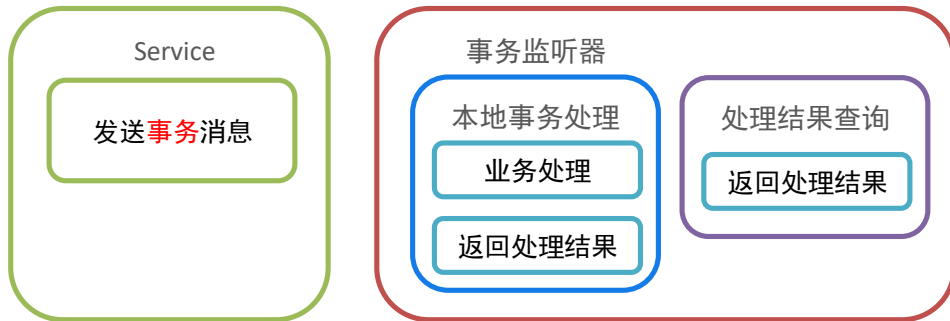 Service
发送事务消息
事务监听器
本地事务处理
业务处理
返回处理结果
处理结果查询
返回处理结果